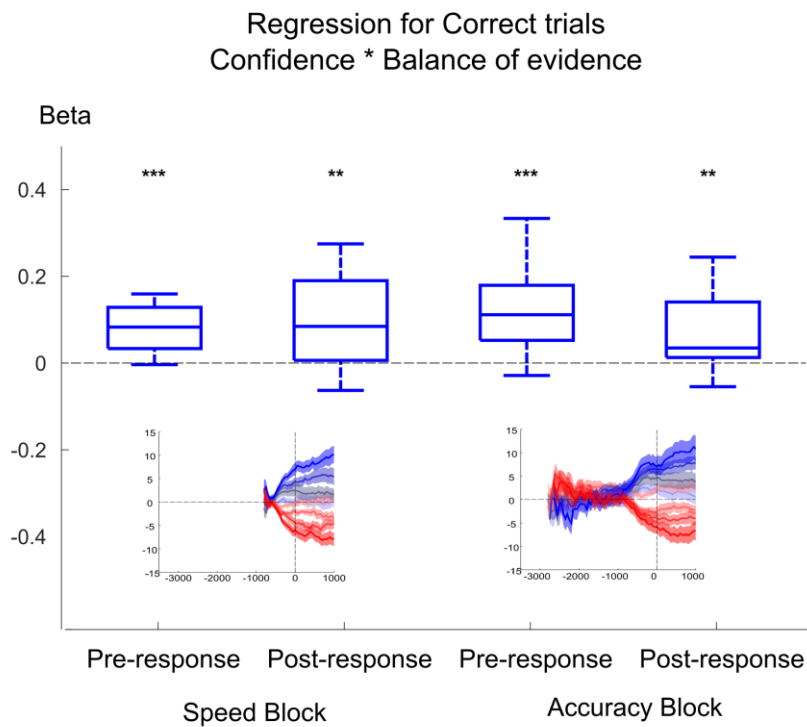 Regression for Correct trials
Confidence * Balance of evidence
Beta
*** ** *** **
0.4
0.2
0
-0.2
-0.4
15
10
5
0
-5
-10
-15
-3000 -2000 -1000 0 1000
15
10
5
0
-5
-10
-15
-3000 -2000 -1000 0 1000
Pre-response Post-response Pre-response Post-response
Speed Block Accuracy Block